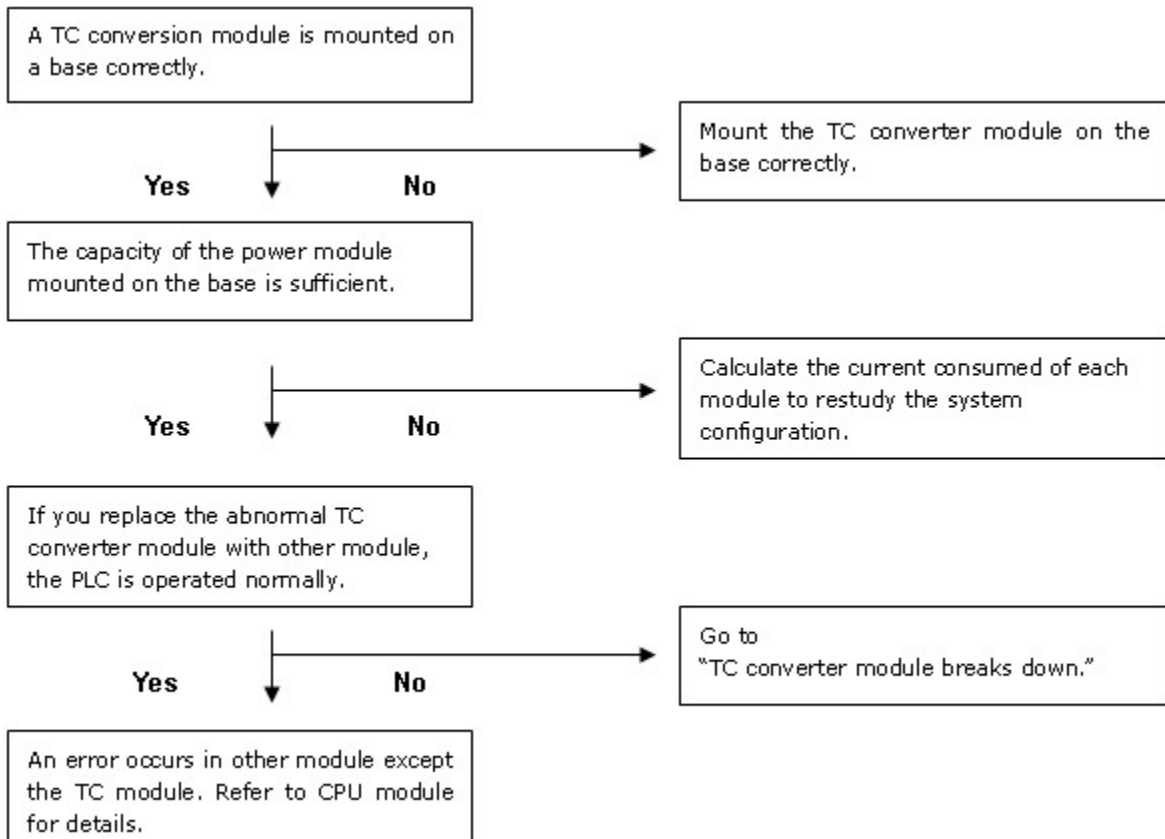 A TC conversion module is mounted on
a base correctly.
Yes
No
Mount the TC converter module on the
base correctly.
The capacity of the power module
mounted on the base is sufficient.
Yes
No
Calculate the current consumed of each
module to restudy the system
configuration.
If you replace the abnormal TC
converter module with other module,
the PLC is operated normally.
Yes
No
Go to
“TC converter module breaks down.”
An error occurs in other module except
the TC module. Refer to CPU module
for details.